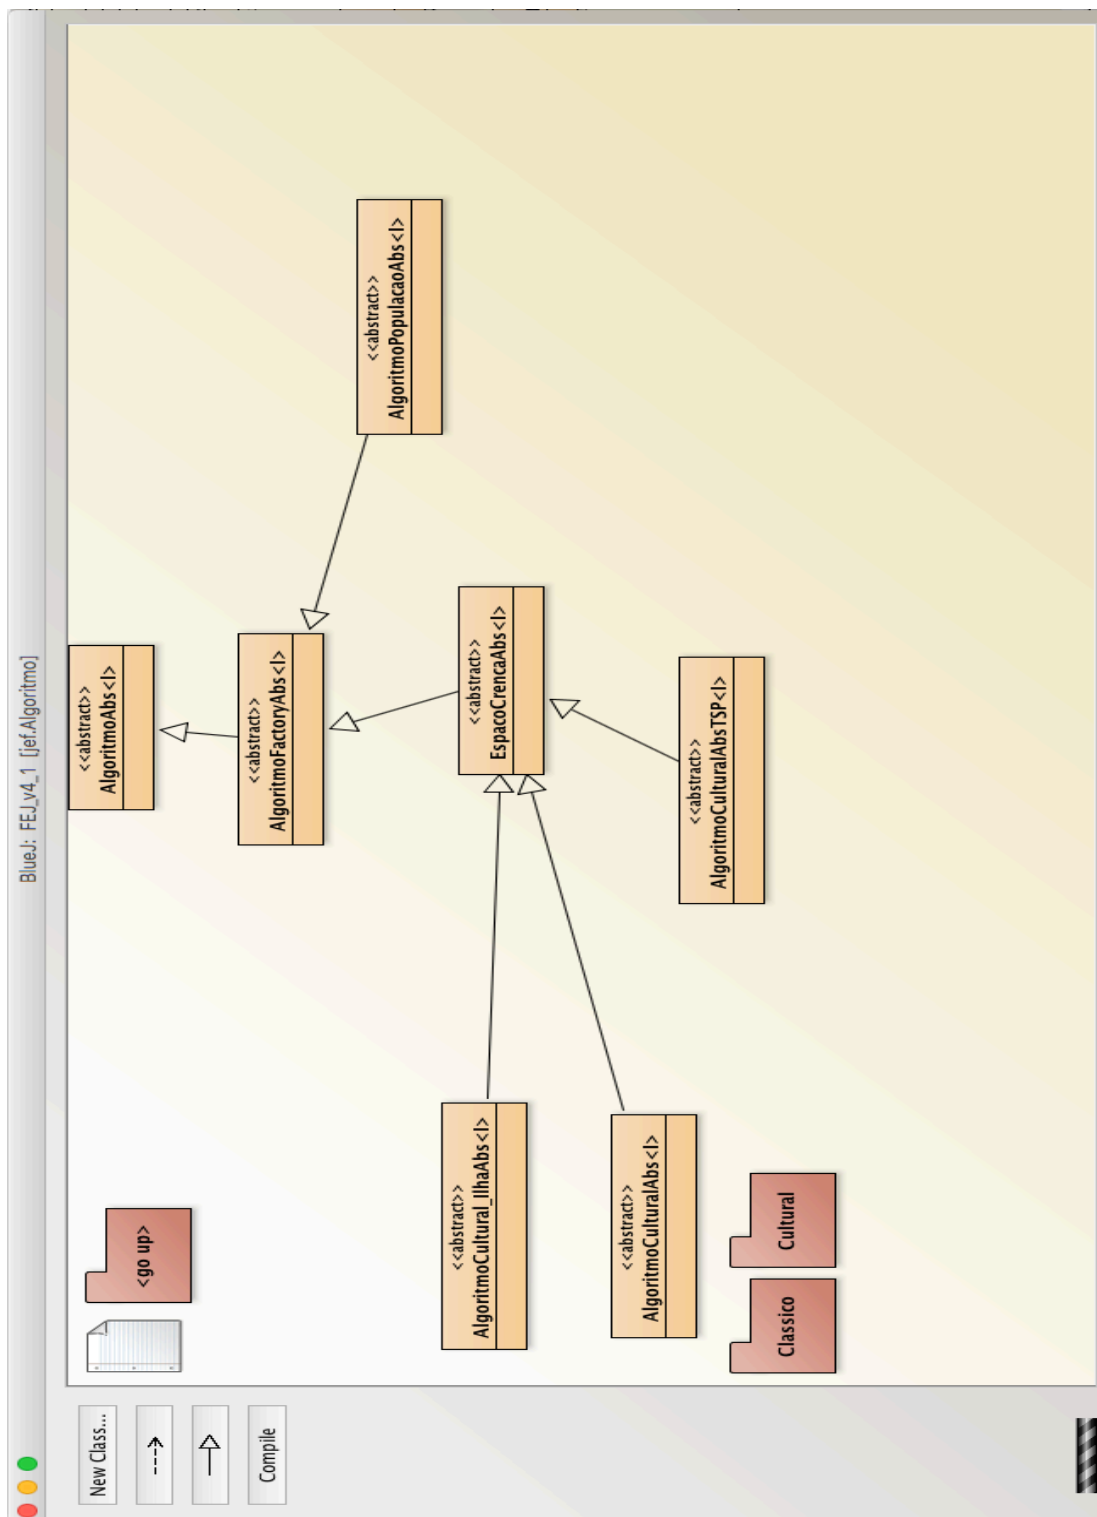 BlueJ: FEJ_v4_1 [jef.Algoritmo]
New Class...
Compile
<go up>
<<abstract>>
AlgoritmoAbs<I>
<<abstract>>
AlgoritmoFactoryAbs<I>
<<abstract>>
AlgoritmoPopulacaoAbs<I>
<<abstract>>
EspacoCrencaAbs<I>
<<abstract>>
AlgoritmoCultural_IlhaAbs<I>
<<abstract>>
AlgoritmoCulturalAbs<I>
<<abstract>>
AlgoritmoCulturalAbsTSP<I>
Classico
Cultural